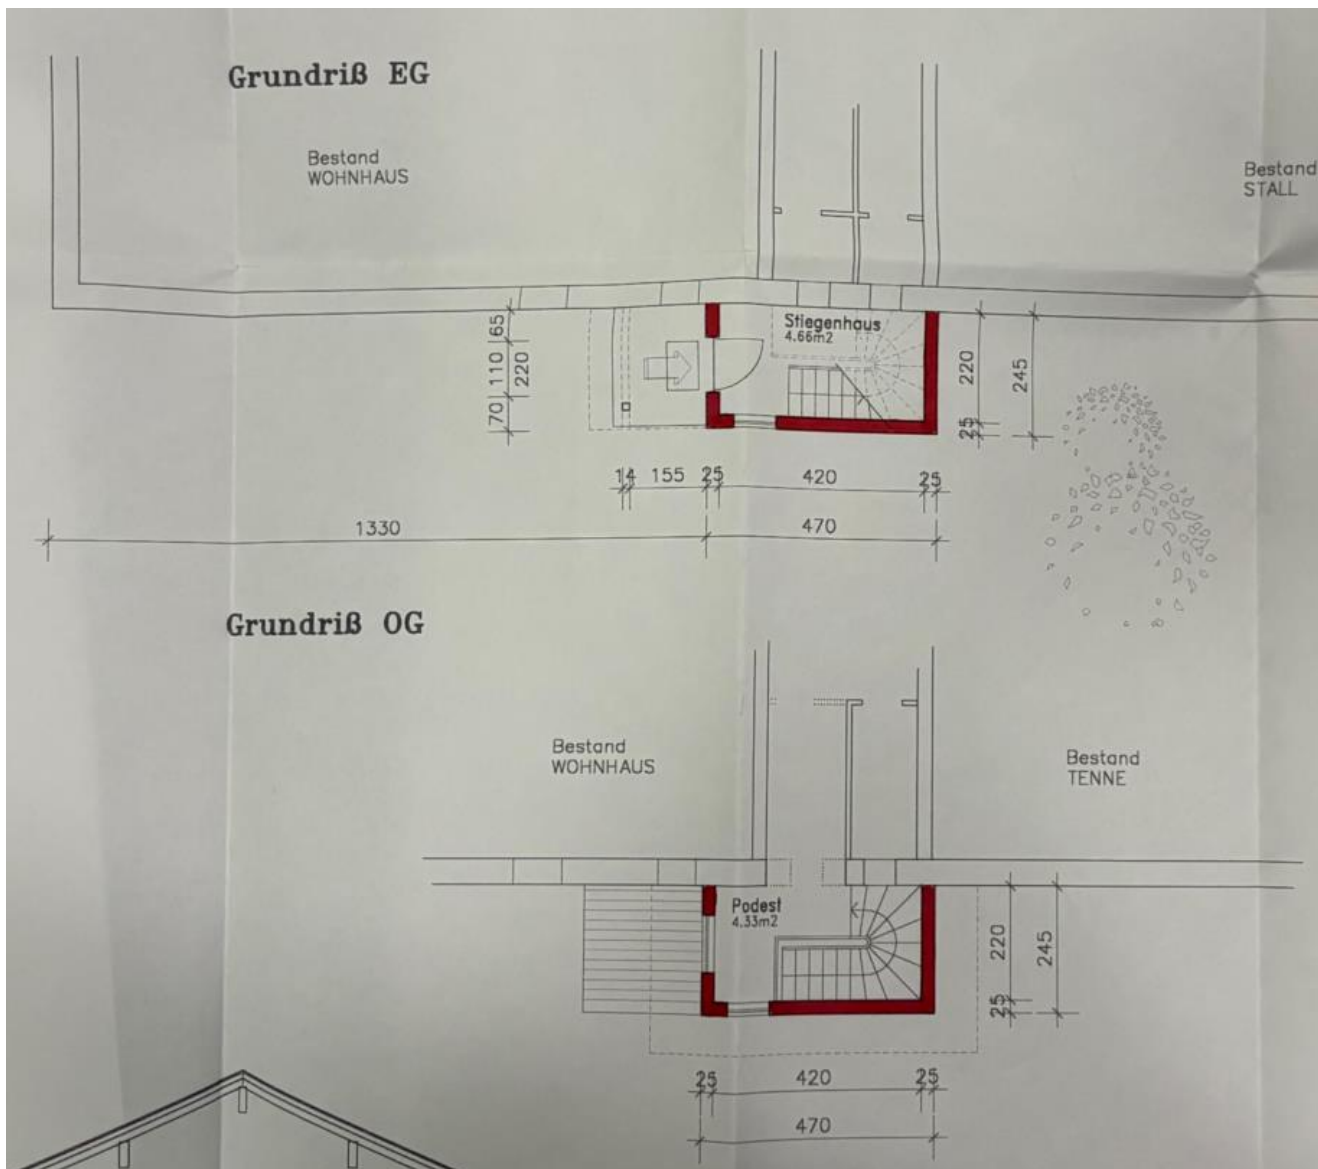 Grundriß EG
Bestand
WOHNHAUS
Bestand
STALL
Stiegenhaus
4.66m2
65
110
220
70
220
245
25
14 155 25 420 25
1330 470
Grundriß OG
Bestand
WOHNHAUS
Bestand
TENNE
Podest
4.33m2
220
245
25
25 420 25
470